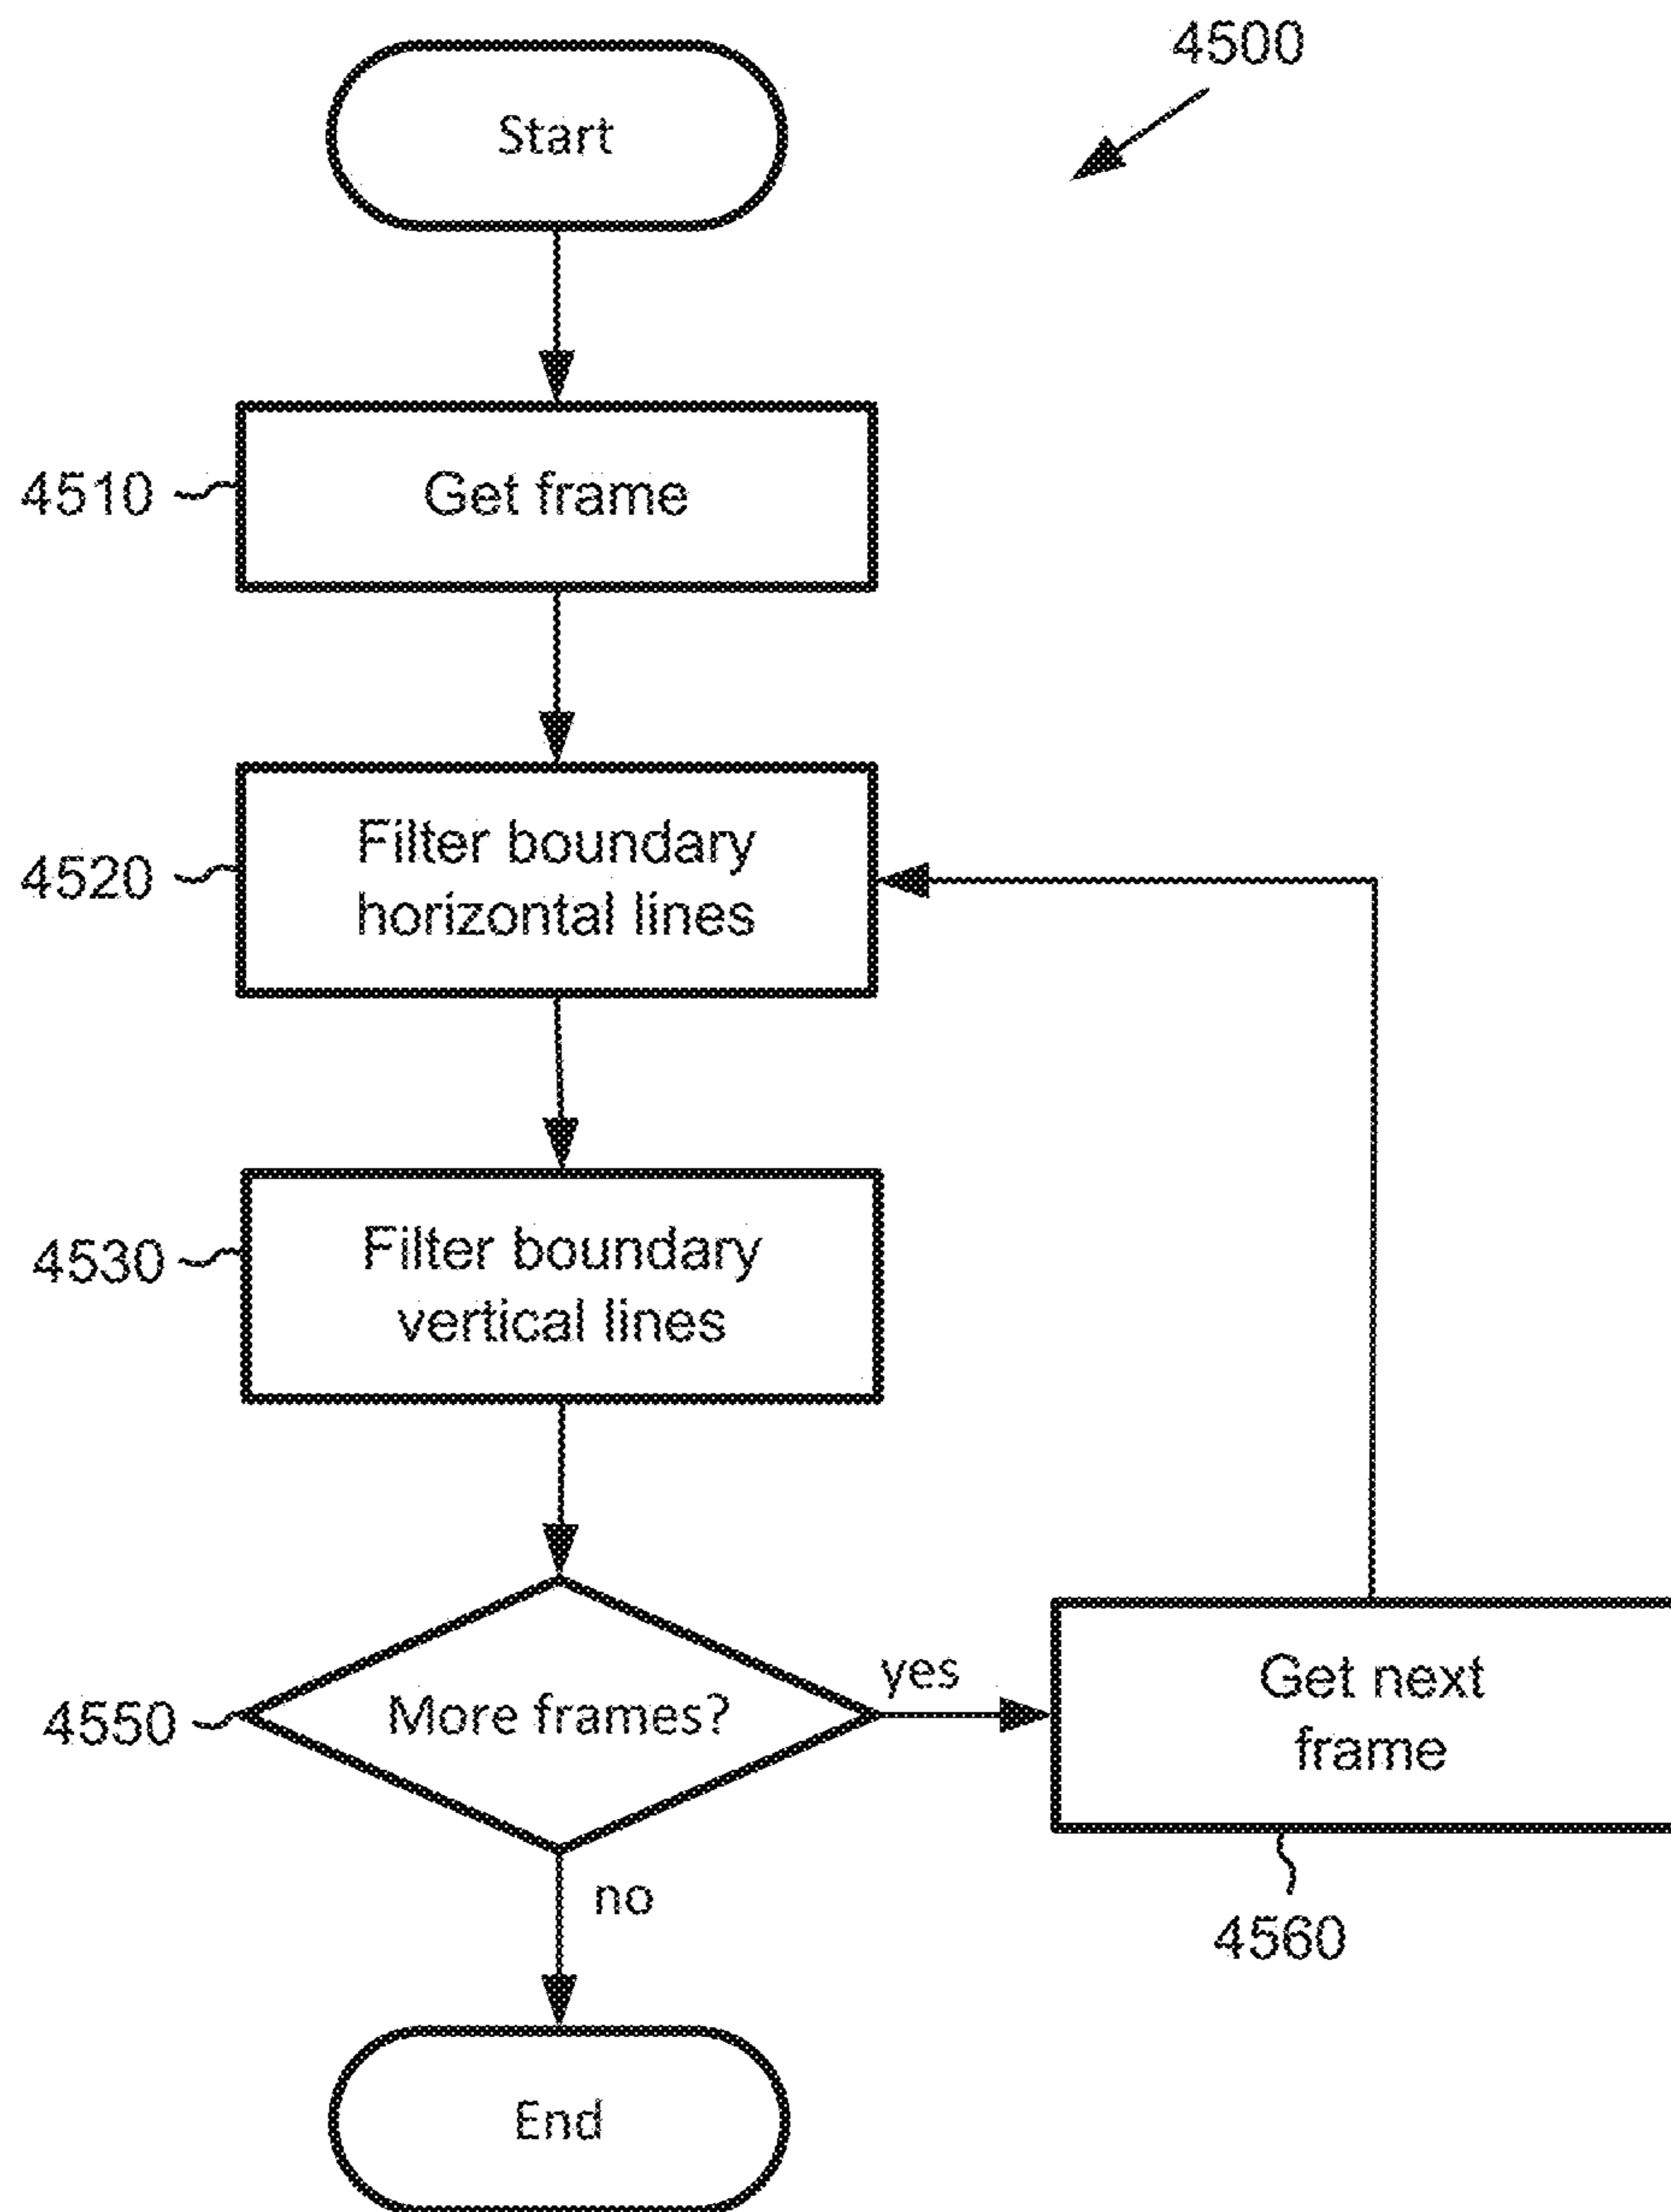 4500
Start
4510
Get frame
4520
Filter boundary
horizontal lines
4530
Filter boundary
vertical lines
4550
More frames?
yes
Get next
frame
4560
no
End